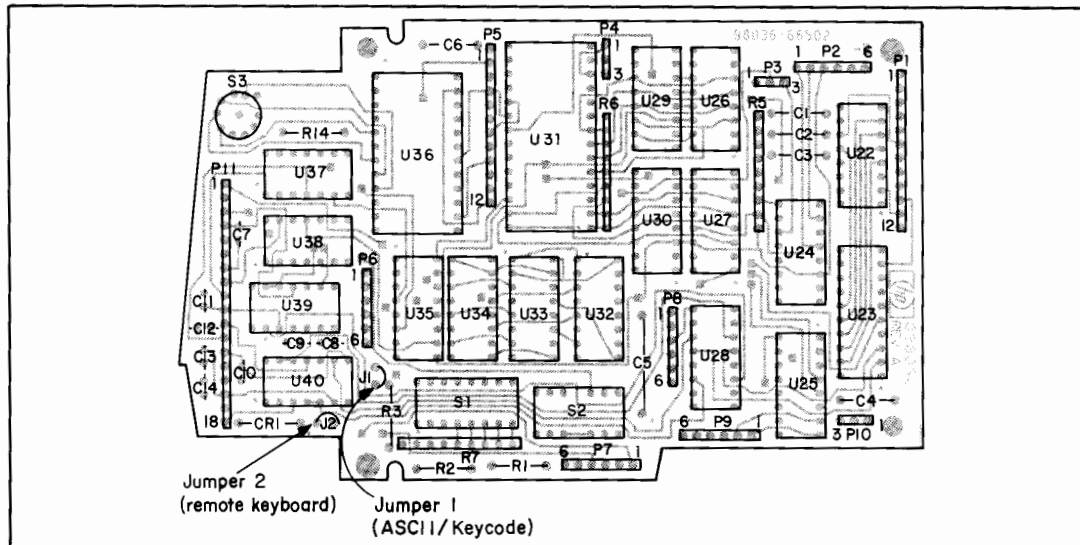 98036-66502
P4
P5
C6
1
1
1
P2
6
P1
P3
1
3
1
S3
3
R6
U29
U26
R5
C1
C2
C3
U22
R14
U36
U31
P11
1
U37
12
12
U30
U27
U24
C7
U38
P6
1
U39
U35
U34
U33
U32
P8
1
U23
C11
C12
C9
C8
6
C5
U28
C13
C10
C14
U40
J1
U25
6
C4
18
CR1
J2
R3
S1
S2
6
P9
1
3
P10
1
R7
R2
R1
6
P7
1
Jumper 2
(remote keyboard)
Jumper 1
(ASCII/Keycode)